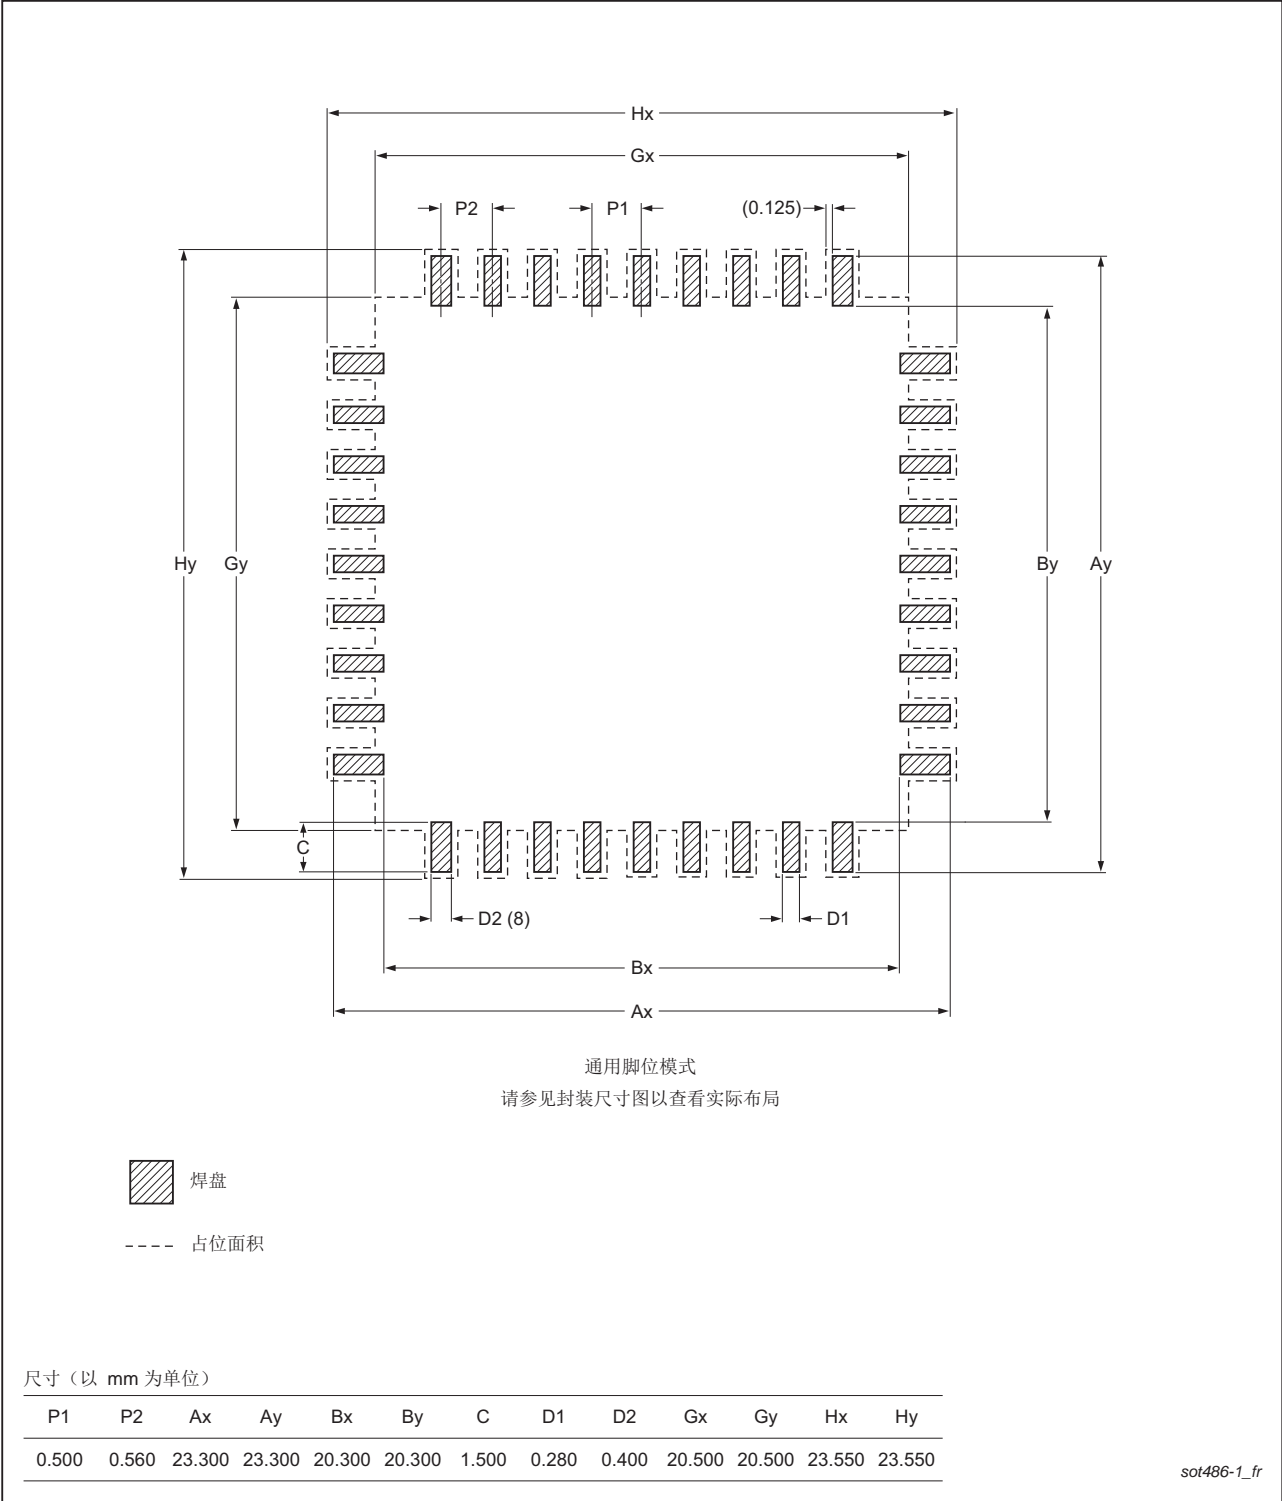 Hx
Gx
P2
P1
(0.125)
Hy
Gy
By
Ay
C
D2 (8)
D1
Bx
Ax
通用脚位模式
请参见封装尺寸图以查看实际布局
焊盘
占位面积
尺寸（以 mm 为单位）
P1 P2 Ax Ay Bx By C D1 D2 Gx Gy Hx Hy
0.500 0.560 23.300 23.300 20.300 20.300 1.500 0.280 0.400 20.500 20.500 23.550 23.550
sot486-1_fr